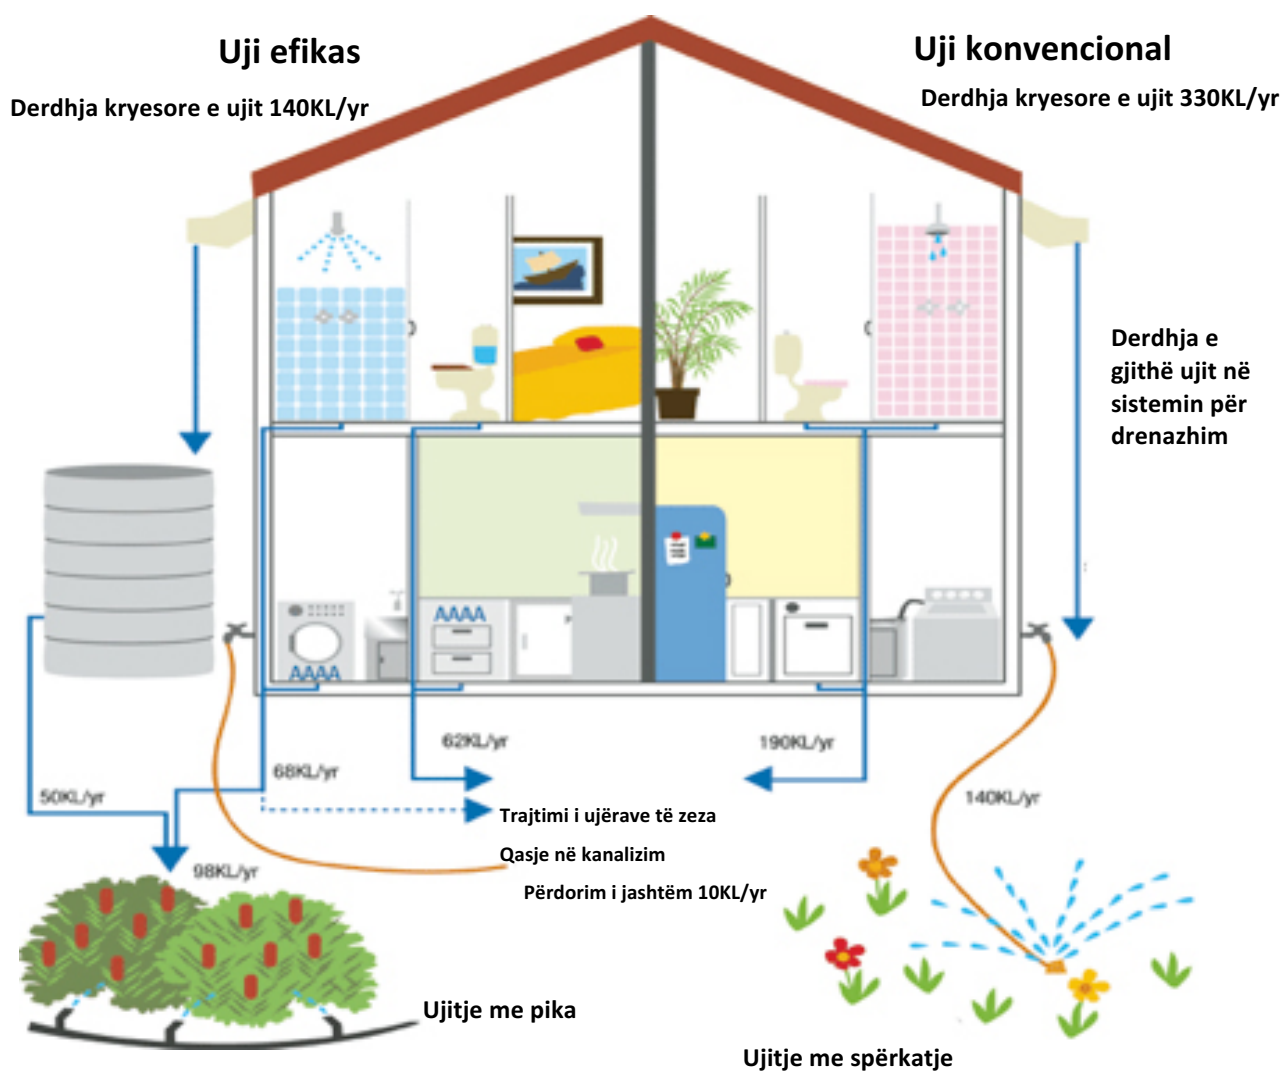 Uji efikas
Derdhja kryesore e ujit 140KL/yr
Uji konvencional
Derdhja kryesore e ujit 330KL/yr
Derdhja e
gjithë ujit në
sistemin për
drenazhim
AAAA
AAAA
62KL/yr
190KL/yr
68KL/yr
50KL/yr
140KL/yr
Trajtimi i ujërave të zeza
Qasje në kanalizim
98KL/yr
Përdorim i jashtëm 10KL/yr
Ujitje me pika
Ujitje me spërkatje